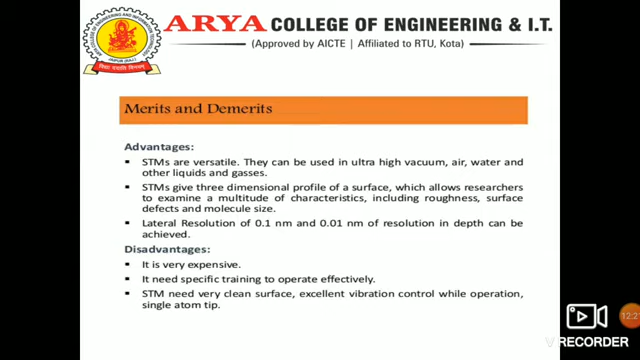 ARYA COLLEGE OF ENGINEERING & I.T.
(Approved by AICTE | Affiliated to RTU, Kota)
Merits and Demerits
Advantages:
▪ STMs are versatile. They can be used in ultra high vacuum, air, water and
other liquids and gasses.
▪ STMs give three dimensional profile of a surface, which allows researchers
to examine a multitude of characteristics, including roughness, surface
defects and molecule size.
▪ Lateral Resolution of 0.1 nm and 0.01 nm of resolution in depth can be
achieved.
Disadvantages:
▪ It is very expensive.
▪ It need specific training to operate effectively.
▪ STM need very clean surface, excellent vibration control while operation,
single atom tip.
12:21
V RECORDER